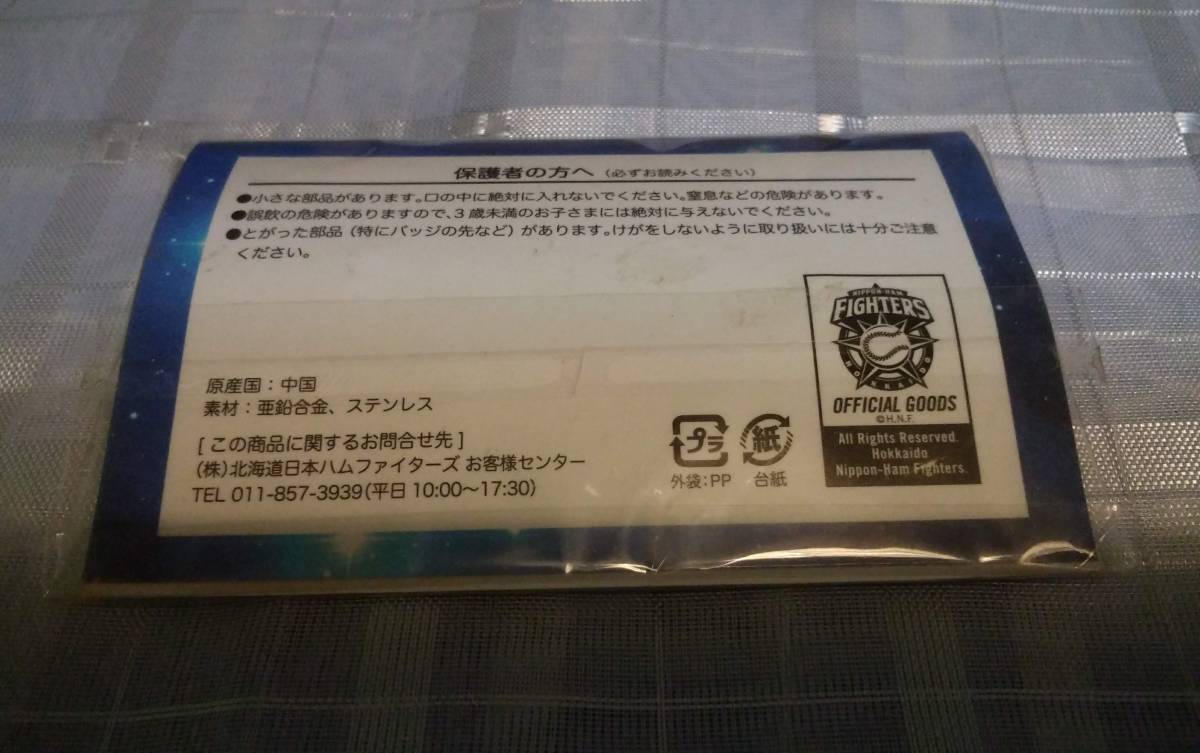 保護者の方へ（必ずお読みください）
●小さな部品があります。口の中に絶対に入れないでください。窒息などの危険があります。
●誤飲の危険がありますので、3歳未満のお子さまには絶対に与えないでください。
●とがった部品（特にバッジの先など）があります。けがをしないように取り扱いには十分ご注意
ください。
原産国：中国
素材：亜鉛合金、ステンレス
[この商品に関するお問合せ先]
（株）北海道日本ハムファイターズ お客様センター
TEL 011-857-3939（平日 10:00〜17:30）
プラ
外袋：PP
紙
台紙
NIPPON-HAM
FIGHTERS
HOKKAIDO
OFFICIAL GOODS
©H.N.F.
All Rights Reserved.
Hokkaido
Nippon-Ham Fighters.